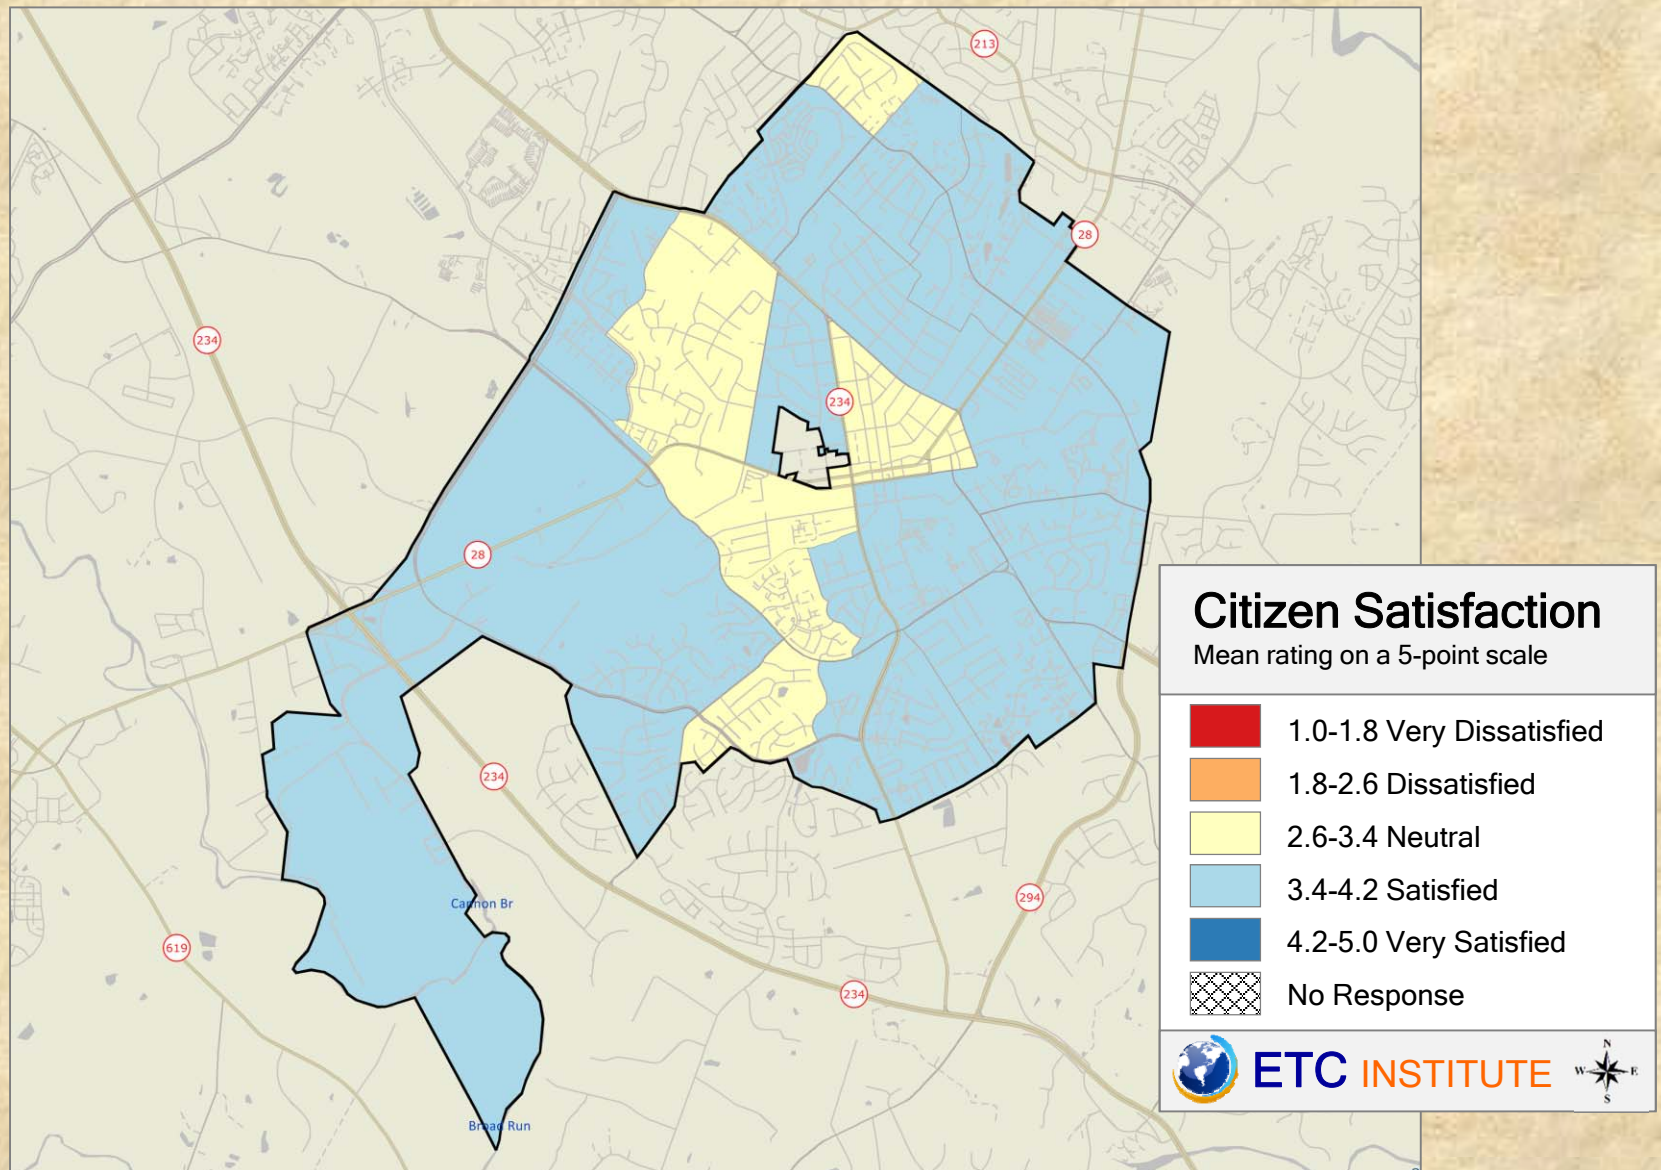 213
28
234
234
28
234
Cannon Br
294
619
234
Broad Run
Citizen Satisfaction
Mean rating on a 5-point scale
1.0-1.8 Very Dissatisfied
1.8-2.6 Dissatisfied
2.6-3.4 Neutral
3.4-4.2 Satisfied
4.2-5.0 Very Satisfied
No Response
ETC INSTITUTE
N
W E
S